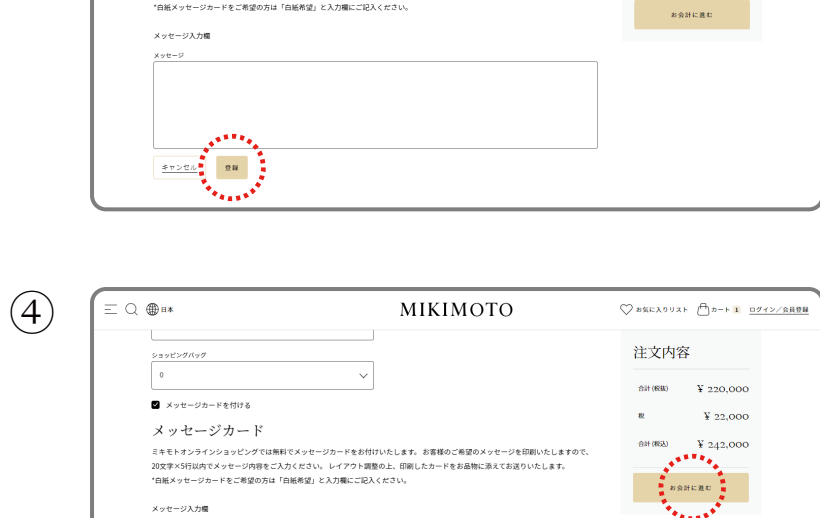 *白紙メッセージカードをご希望の方は「白紙希望」と入力欄にご記入ください。
お会計に進む
メッセージ入力欄
メッセージ
キャンセル
登録
④
日本
MIKIMOTO
お気に入りリスト
カート 1
ログイン／会員登録
ショッピングバッグ
0
メッセージカードを付ける
メッセージカード
ミキモトオンラインショッピングでは無料でメッセージカードをお付けいたします。 お客様のご希望のメッセージを印刷いたしますので、
20文字×5行以内でメッセージ内容をご入力ください。 レイアウト調整の上、印刷したカードをお品物に添えてお送りいたします。
*白紙メッセージカードをご希望の方は「白紙希望」と入力欄にご記入ください。
メッセージ入力欄
注文内容
合計 (税抜) ¥ 220,000
税 ¥ 22,000
合計 (税込) ¥ 242,000
お会計に進む